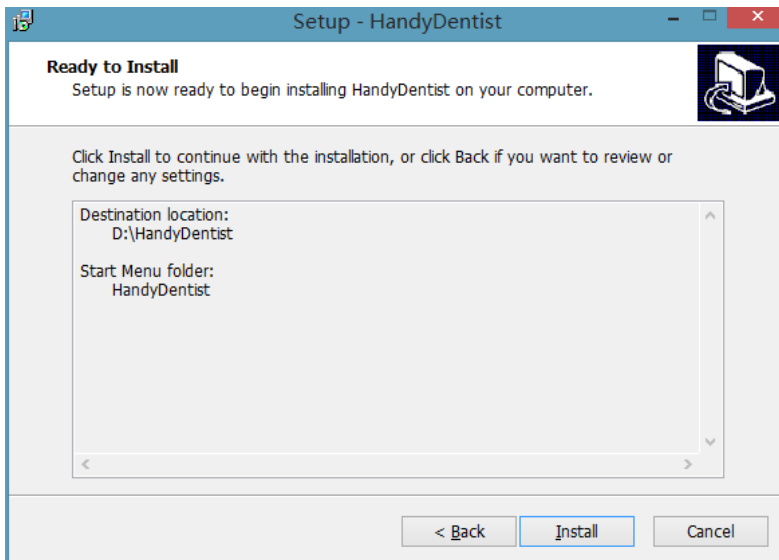 Setup - HandyDentist
Ready to Install
Setup is now ready to begin installing HandyDentist on your computer.
Click Install to continue with the installation, or click Back if you want to review or
change any settings.
Destination location:
D:\HandyDentist
Start Menu folder:
HandyDentist
< Back
Install
Cancel